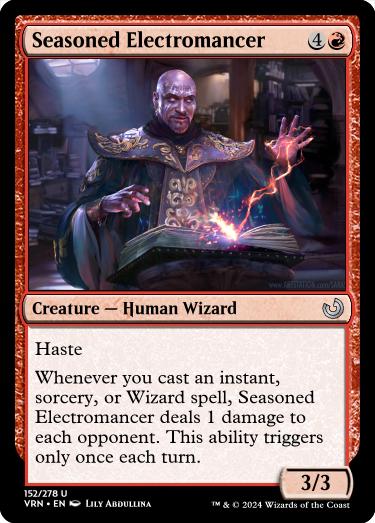 Seasoned Electromancer 4
Creature — Human Wizard
Haste
Whenever you cast an instant,
sorcery, or Wizard spell, Seasoned
Electromancer deals 1 damage to
each opponent. This ability triggers
only once each turn.
3/3
152/278 U
VRN • EN Lily Abdullina
™ & © 2024 Wizards of the Coast